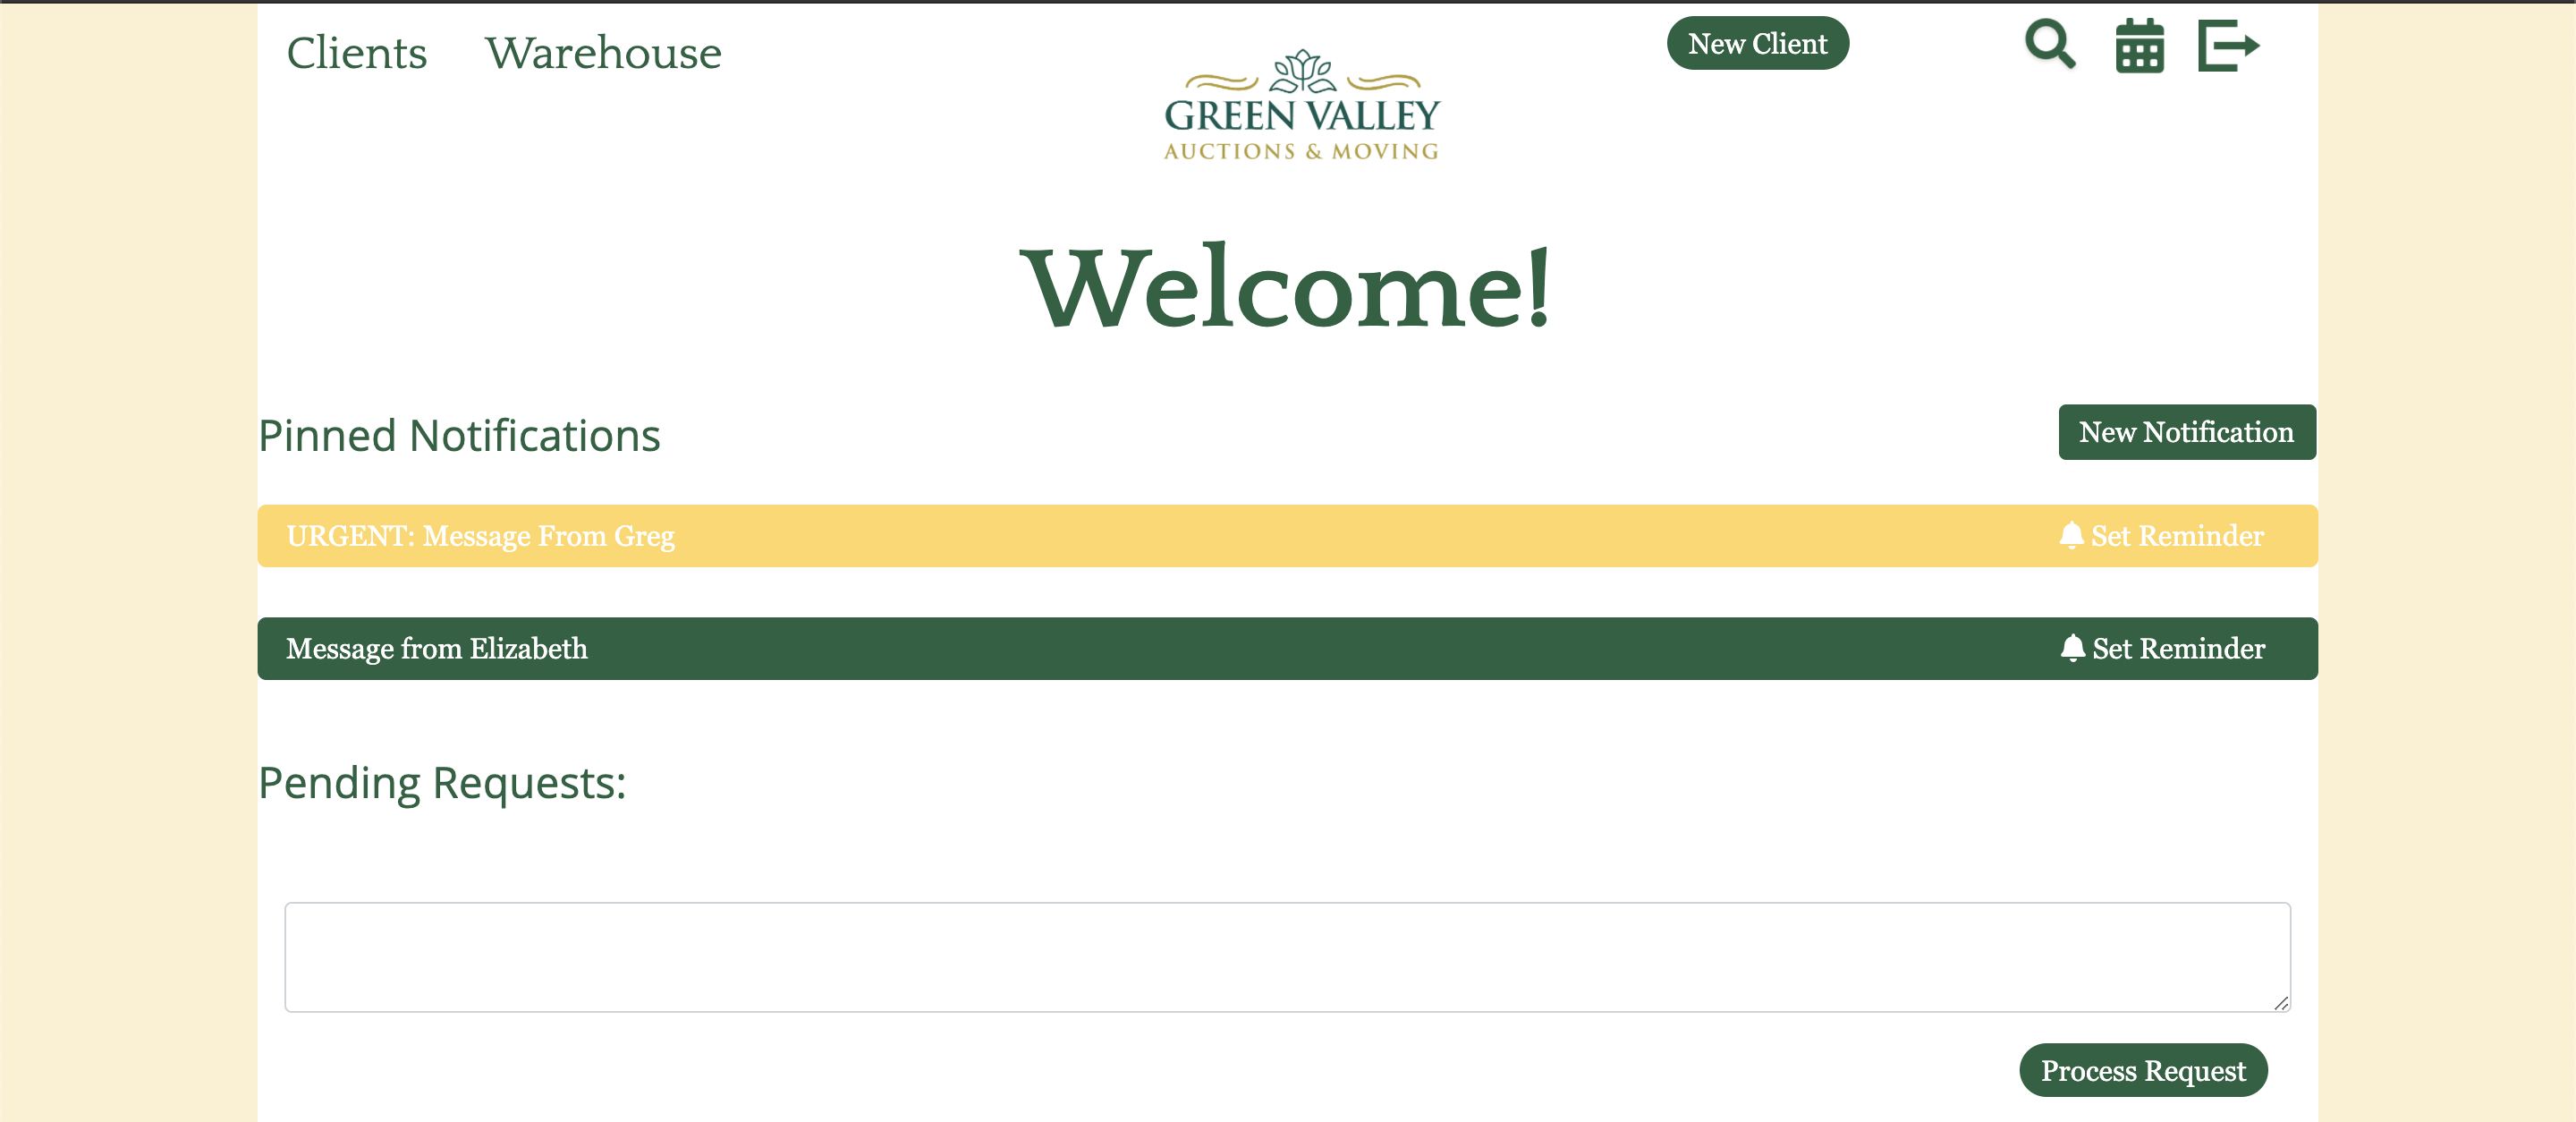 Clients Warehouse New Client
GREEN VALLEY
AUCTIONS & MOVING
Welcome!
Pinned Notifications New Notification
URGENT: Message From Greg Set Reminder
Message from Elizabeth Set Reminder
Pending Requests:
Process Request